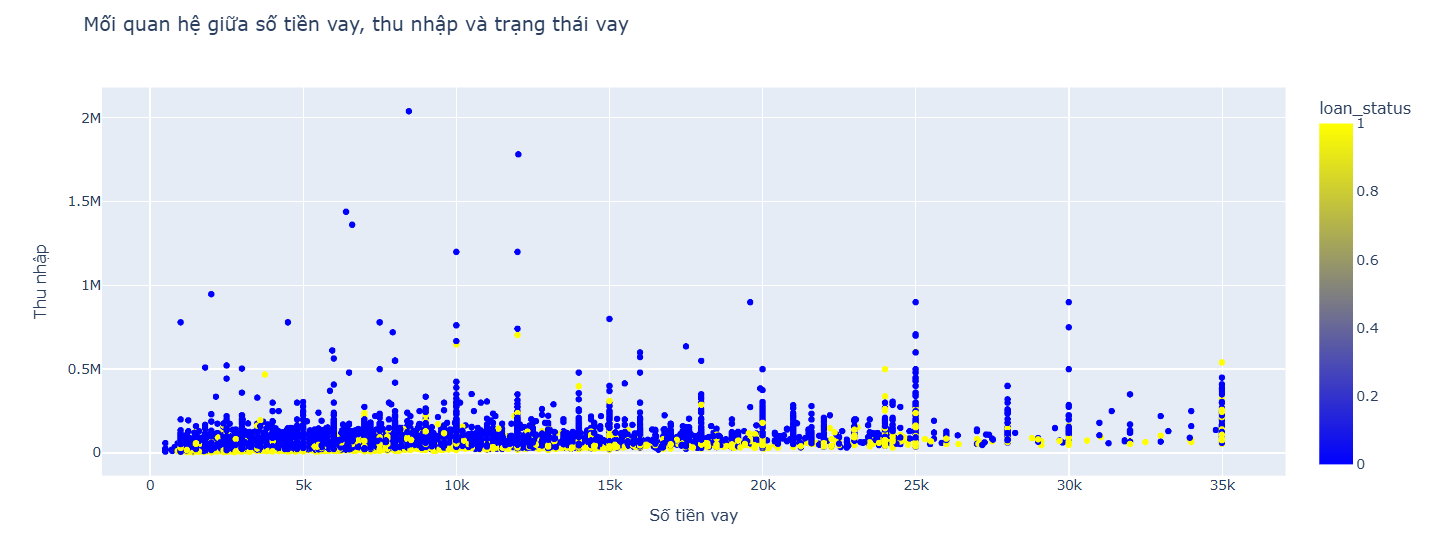 Mối quan hệ giữa số tiền vay, thu nhập và trạng thái vay
loan_status
1
0.8
0.6
0.4
0.2
0
Thu nhập
2M
1.5M
1M
0.5M
0
0 5k 10k 15k 20k 25k 30k 35k
Số tiền vay